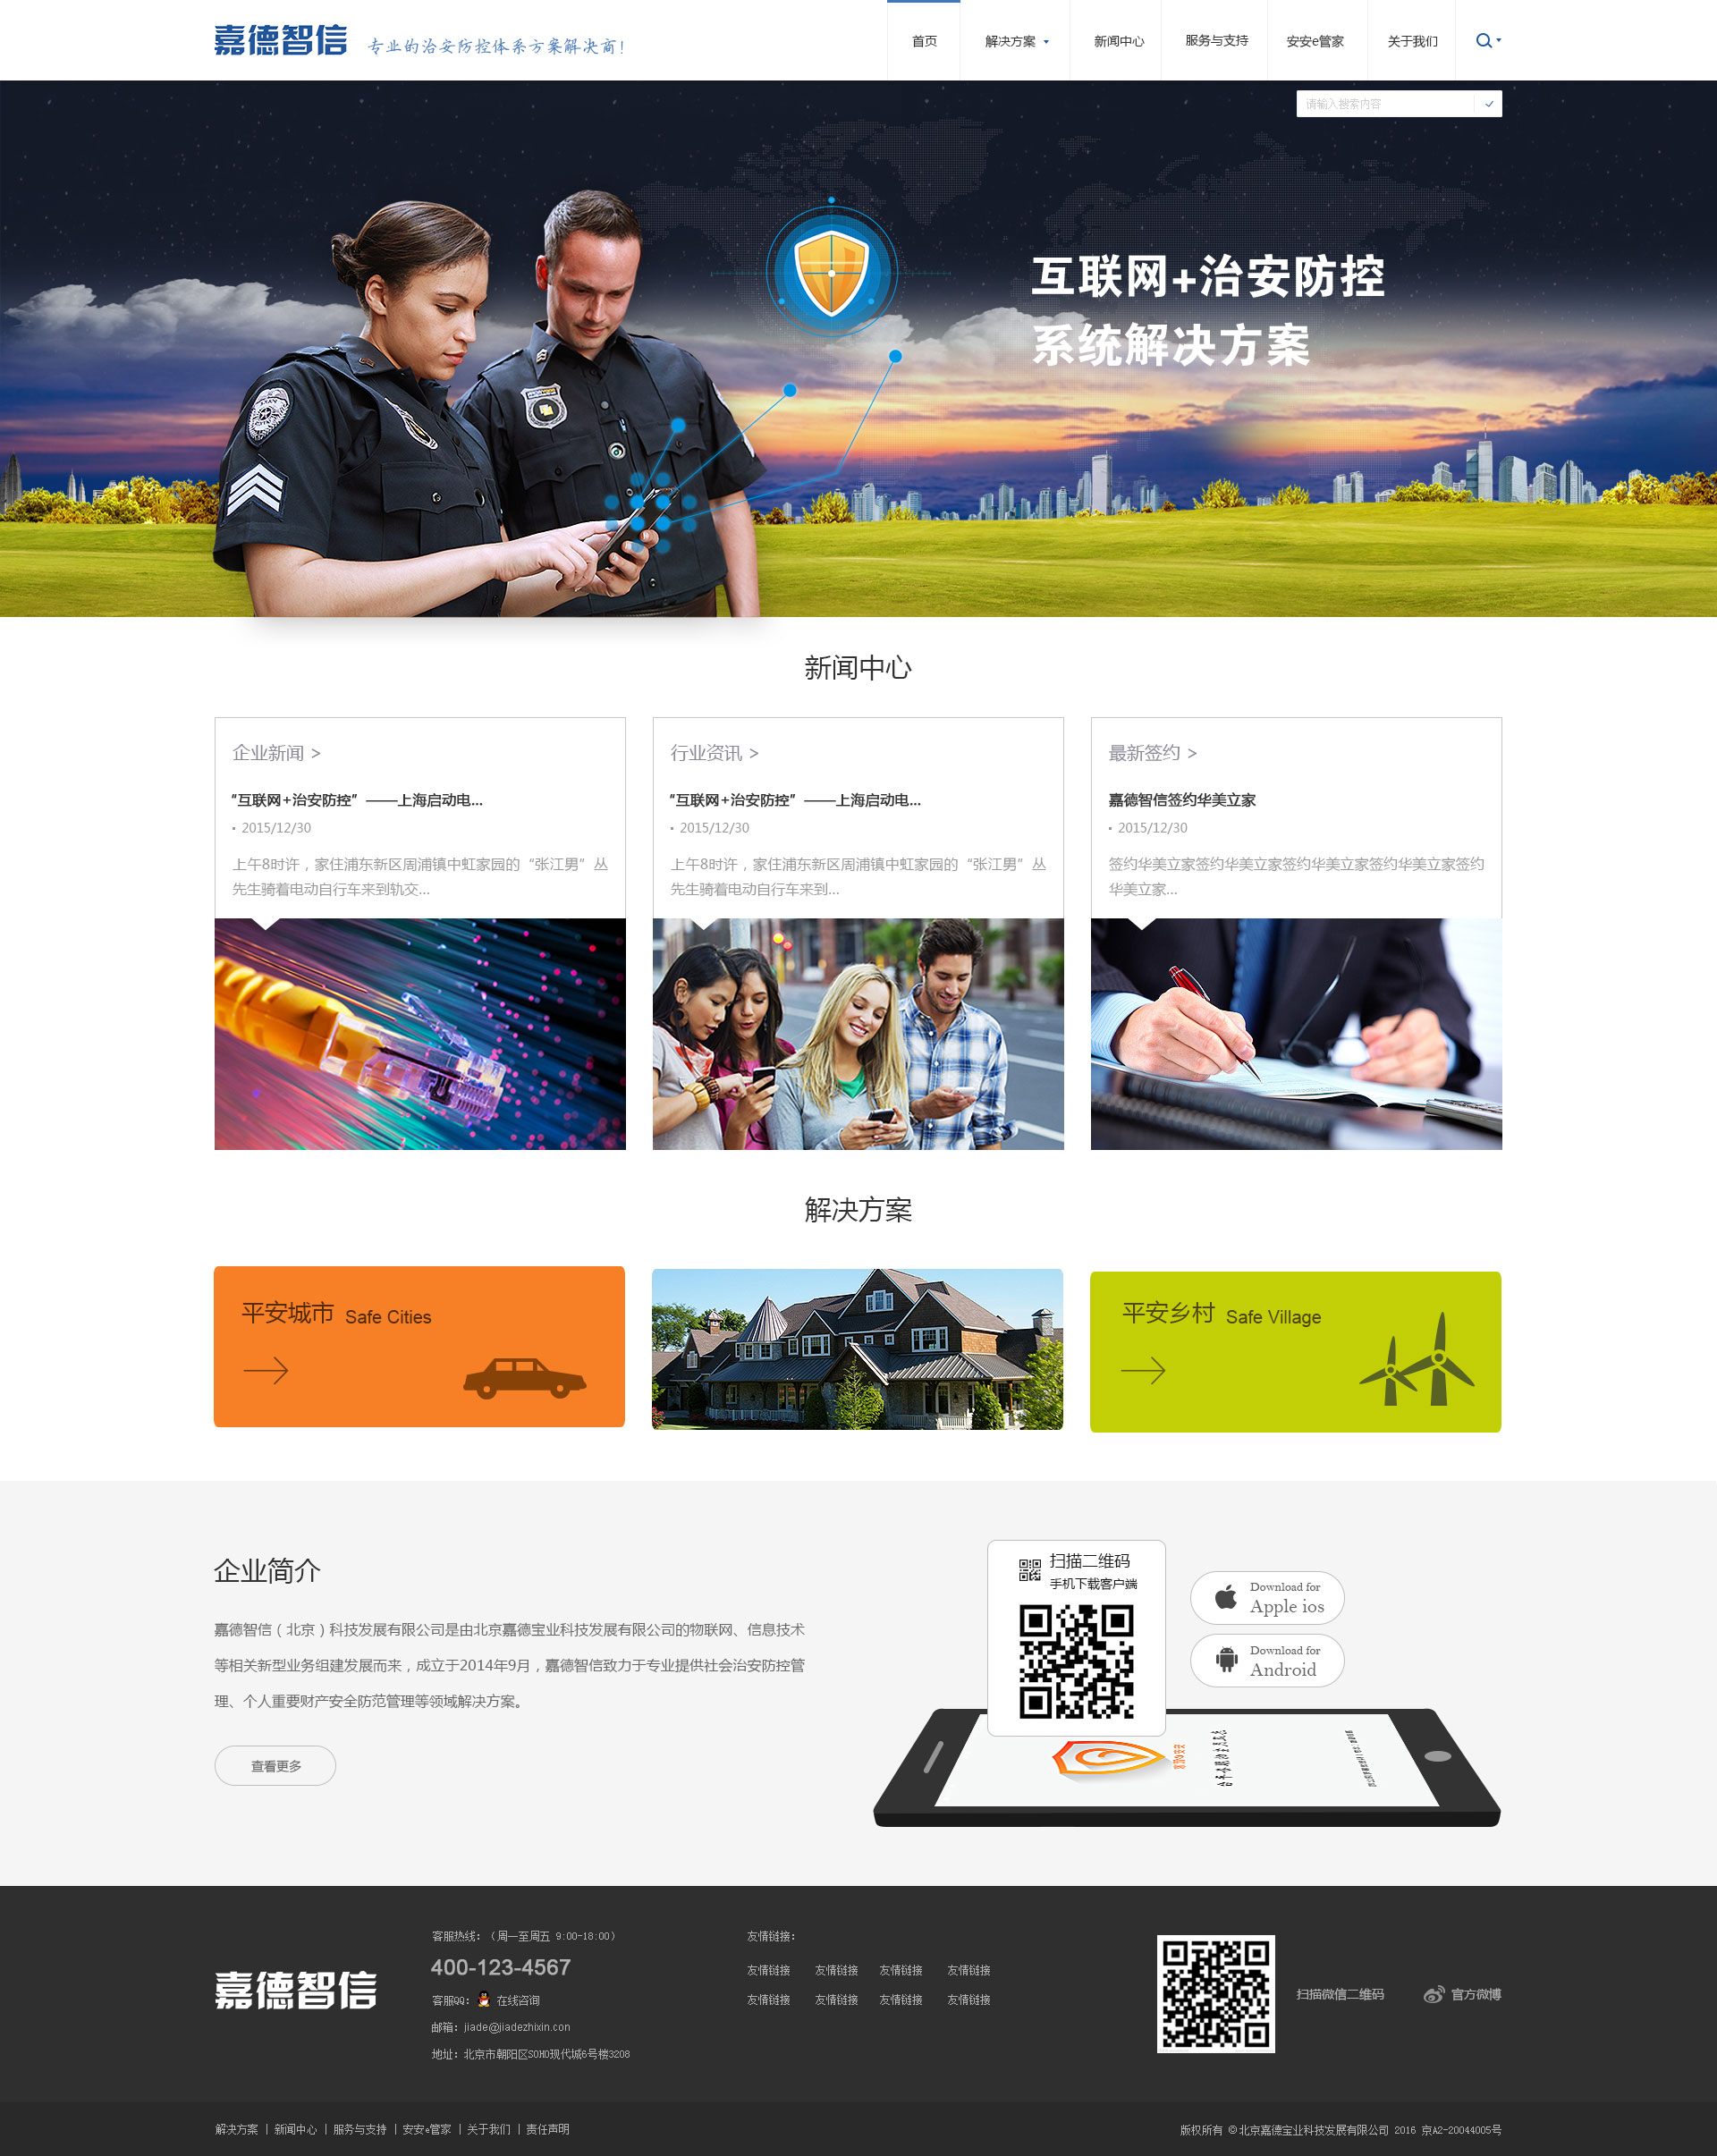 嘉德智信
专业的治安防控体系方案解决商!
首页
解决方案
新闻中心
服务与支持
安安e管家
关于我们
请输入搜索内容
互联网+治安防控
系统解决方案
新闻中心
企业新闻 >
“互联网+治安防控” ——上海启动电...
2015/12/30
上午8时许，家住浦东新区周浦镇中虹家园的“张江男”丛
先生骑着电动自行车来到轨交...
行业资讯 >
“互联网+治安防控” ——上海启动电...
2015/12/30
上午8时许，家住浦东新区周浦镇中虹家园的“张江男”丛
先生骑着电动自行车来到...
最新签约 >
嘉德智信签约华美立家
2015/12/30
签约华美立家签约华美立家签约华美立家签约华美立家签约
华美立家...
解决方案
平安城市 Safe Cities
平安乡村 Safe Village
企业简介
嘉德智信（北京）科技发展有限公司是由北京嘉德宝业科技发展有限公司的物联网、信息技术
等相关新型业务组建发展而来，成立于2014年9月，嘉德智信致力于专业提供社会治安防控管
理、个人重要财产安全防范管理等领域解决方案。
查看更多
扫描二维码
手机下载客户端
Download for
Apple ios
Download for
Android
嘉德智信
客服热线：（周一至周五 9:00-18:00）
400-123-4567
客服QQ: 在线咨询
邮箱: jiade@jiadezhixin.con
地址: 北京市朝阳区SOHO现代城6号楼3208
友情链接:
友情链接 友情链接 友情链接 友情链接
友情链接 友情链接 友情链接 友情链接
扫描微信二维码
官方微博
解决方案 | 新闻中心 | 服务与支持 | 安安e管家 | 关于我们 | 责任声明
版权所有 ©北京嘉德宝业科技发展有限公司 2016 京A2-20044005号